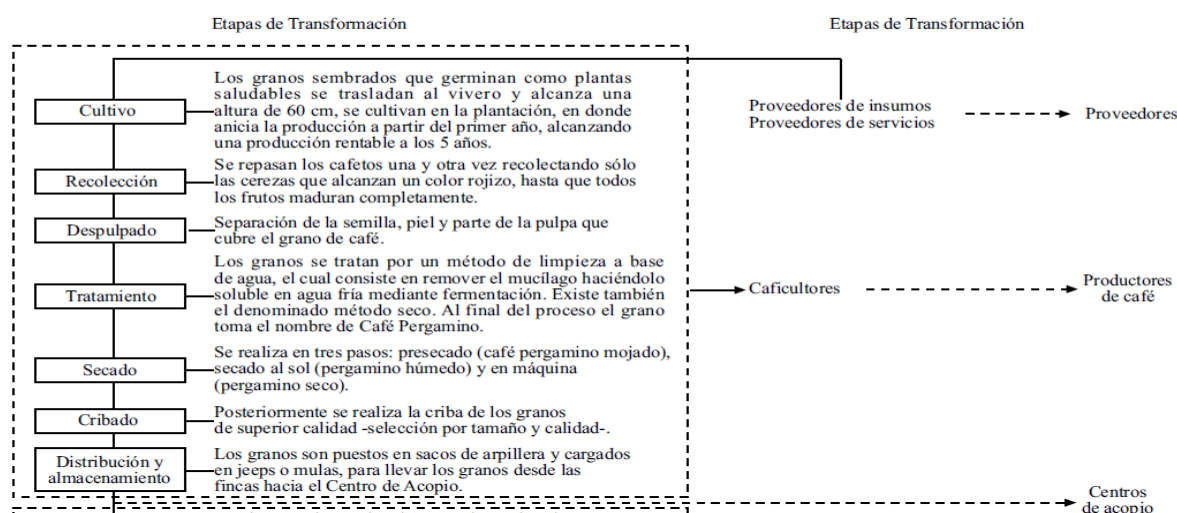 Etapas de Transformación
Etapas de Transformación
Cultivo
Los granos sembrados que germinan como plantas
saludables se trasladan al vivero y alcanza una
altura de 60 cm, se cultivan en la plantación, en donde
anicia la producción a partir del primer año, alcanzando
una producción rentable a los 5 años.
Proveedores de insumos
Proveedores de servicios
Proveedores
Recolección
Se repasan los cafetos una y otra vez recolectando sólo
las cerezas que alcanzan un color rojizo, hasta que todos
los frutos maduran completamente.
Despulpado
Separación de la semilla, piel y parte de la pulpa que
cubre el grano de café.
Tratamiento
Los granos se tratan por un método de limpieza a base
de agua, el cual consiste en remover el mucílago haciéndolo
soluble en agua fría mediante fermentación. Existe también
el denominado método seco. Al final del proceso el grano
toma el nombre de Café Pergamino.
Caficultores
Productores
de café
Secado
Se realiza en tres pasos: presecado (café pergamino mojado),
secado al sol (pergamino húmedo) y en máquina
(pergamino seco).
Cribado
Posteriormente se realiza la criba de los granos
de superior calidad -selección por tamaño y calidad-.
Distribución y
almacenamiento
Los granos son puestos en sacos de arpillera y cargados
en jeeps o mulas, para llevar los granos desde las
fincas hacia el Centro de Acopio.
Centros
de acopio